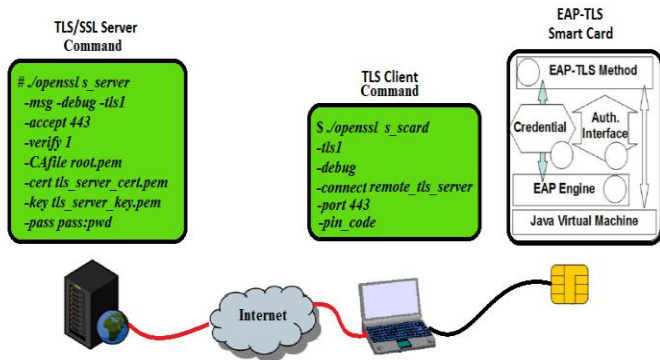 TLS/SSL Server
Command
# ./openssl s_server
-msg -debug -tls1
-accept 443
-verify 1
-CAfile root.pem
-cert tls_server_cert.pem
-key tls_server_key.pem
-pass pass:pwd
TLS Client
Command
$ ./openssl s_scard
-tls1
-debug
-connect remote_tls_server
-port 443
-pin_code
EAP-TLS
Smart Card
EAP-TLS Method
Credential
Auth.
Interface
EAP Engine
Java Virtual Machine
Internet